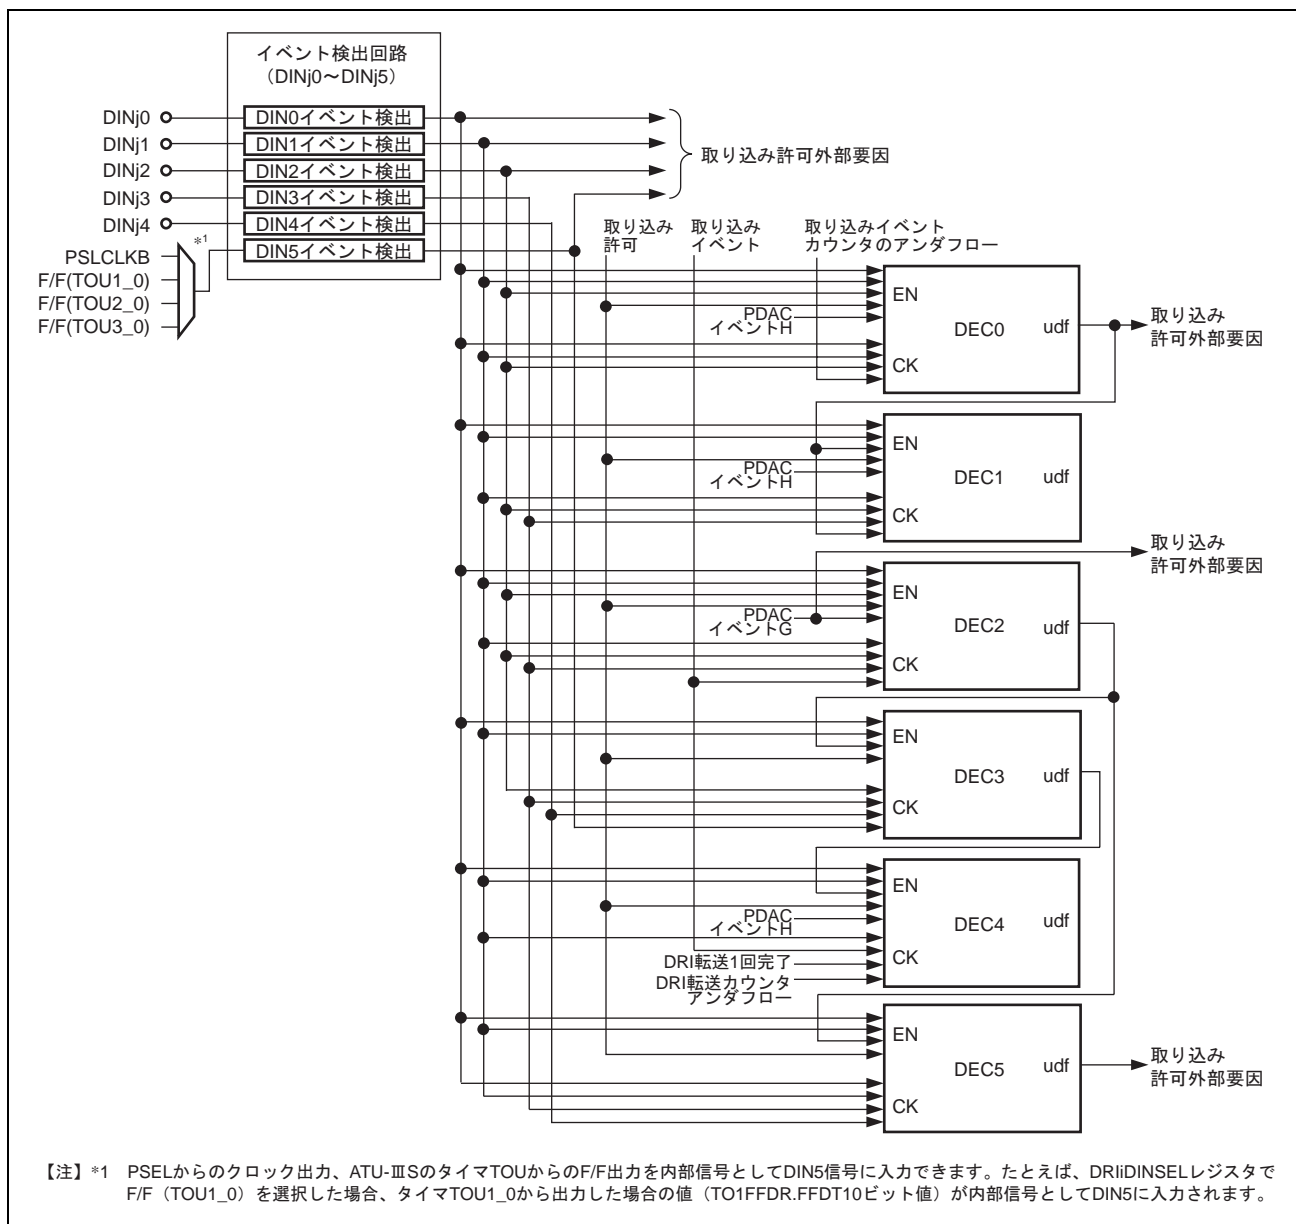 イベント検出回路
（DINj0～DINj5）
DINj0
DIN0イベント検出
DINj1
DIN1イベント検出
DINj2
DIN2イベント検出
DINj3
DIN3イベント検出
DINj4
DIN4イベント検出
*1
DIN5イベント検出
PSLCLKB
F/F(TOU1_0)
F/F(TOU2_0)
F/F(TOU3_0)
取り込み許可外部要因
取り込み
許可
取り込み
イベント
取り込みイベント
カウンタのアンダフロー
EN
PDAC
イベントH
DEC0
udf
CK
取り込み
許可外部要因
EN
PDAC
イベントH
DEC1
udf
CK
取り込み
許可外部要因
EN
PDAC
イベントG
DEC2
udf
CK
EN
DEC3
udf
CK
EN
PDAC
イベントH
DEC4
udf
CK
DRI転送1回完了
DRI転送カウンタ
アンダフロー
EN
DEC5
udf
CK
取り込み
許可外部要因
【注】*1 PSELからのクロック出力、ATU-ⅢSのタイマTOUからのF/F出力を内部信号としてDIN5信号に入力できます。たとえば、DRIiDINSELレジスタで
F/F（TOU1_0）を選択した場合、タイマTOU1_0から出力した場合の値（TO1FFDR.FFDT10ビット値）が内部信号としてDIN5に入力されます。